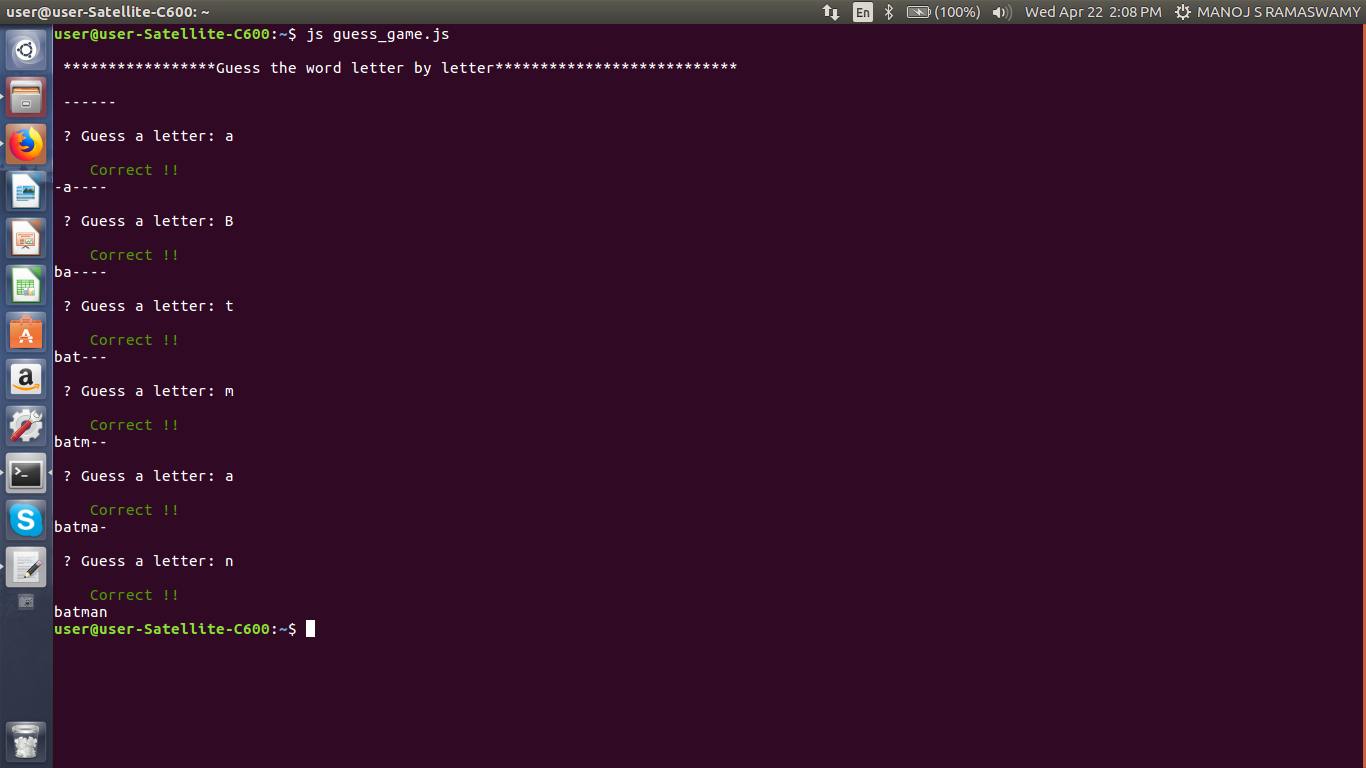 user@user-Satellite-C600: ~ En (100%) Wed Apr 22 2:08 PM MANOJ S RAMASWAMY
user@user-Satellite-C600:~$ js guess_game.js
*****************Guess the word letter by letter***************************
------
? Guess a letter: a
Correct !!
-a----
? Guess a letter: B
Correct !!
ba----
? Guess a letter: t
Correct !!
bat---
? Guess a letter: m
Correct !!
batm--
? Guess a letter: a
Correct !!
batma-
? Guess a letter: n
Correct !!
batman
user@user-Satellite-C600:~$